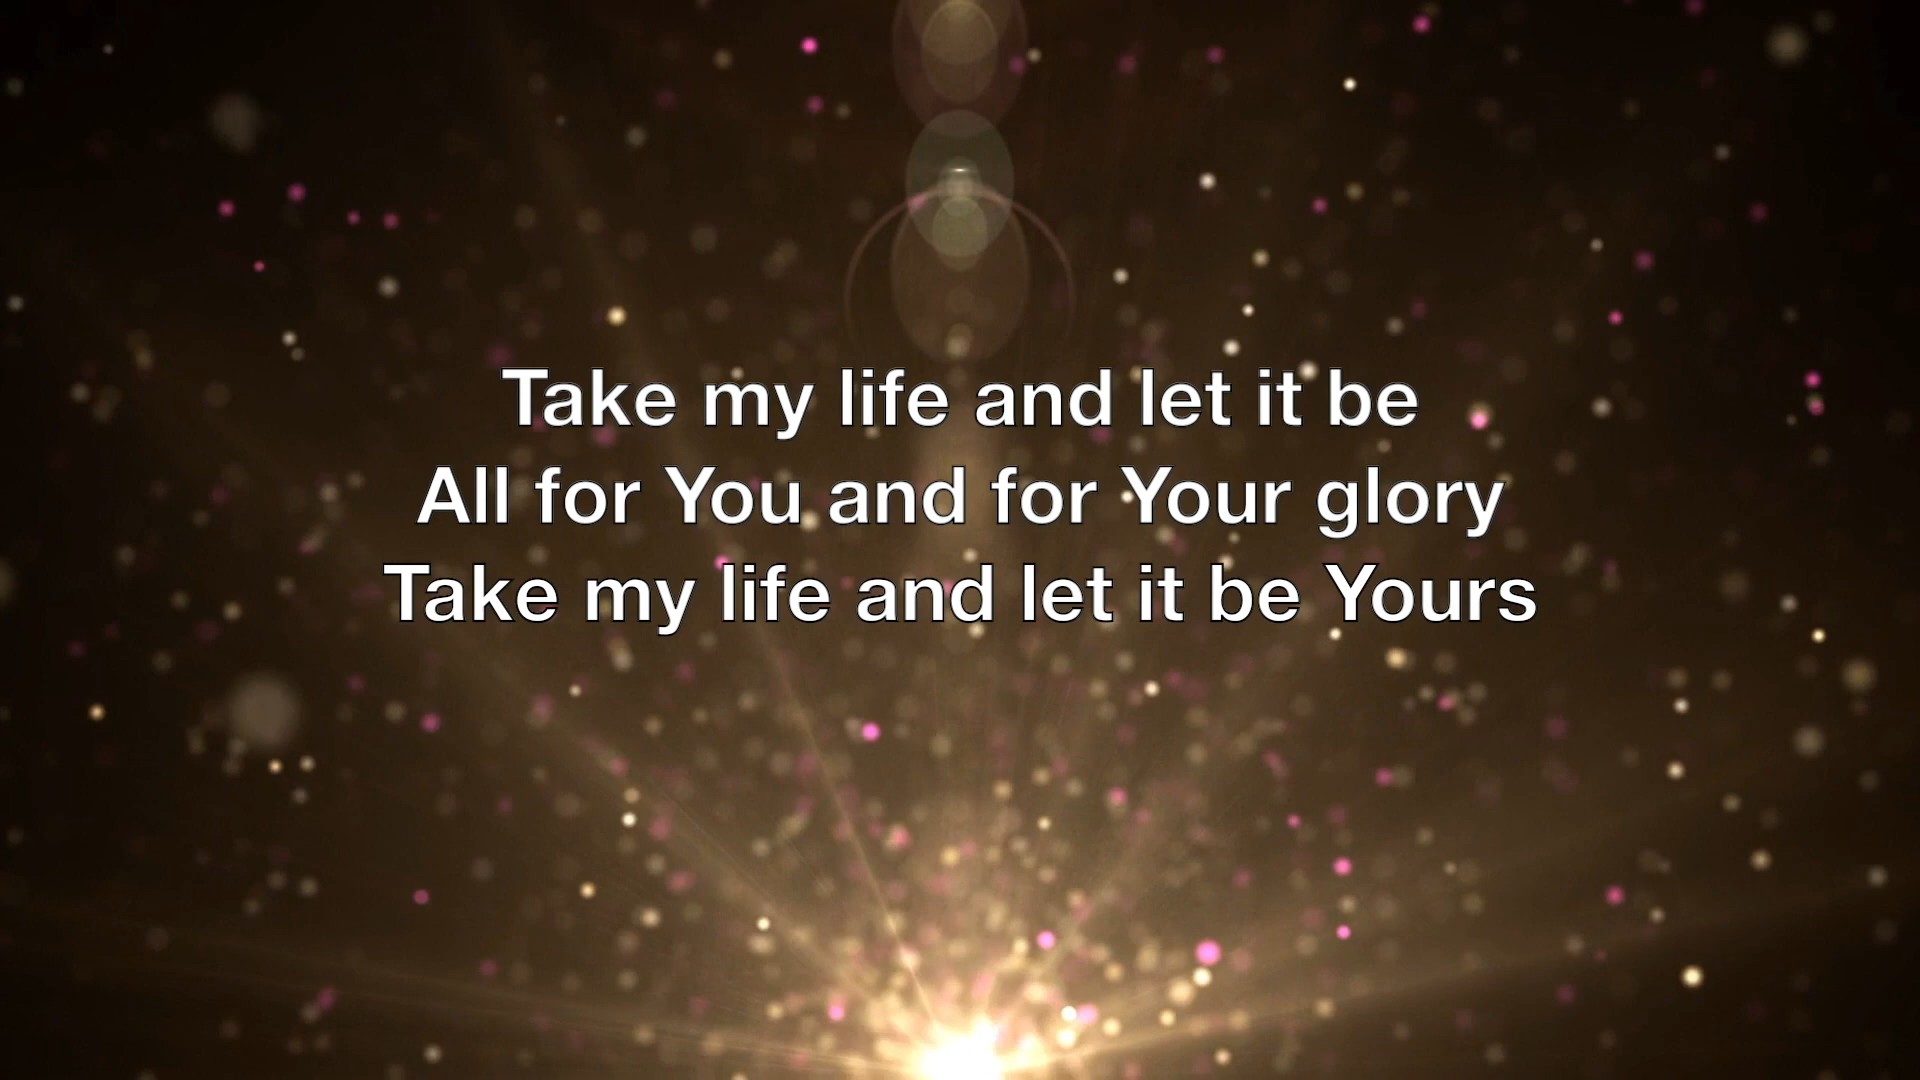 Take my life and let it be
All for You and for Your glory
Take my life and let it be Yours